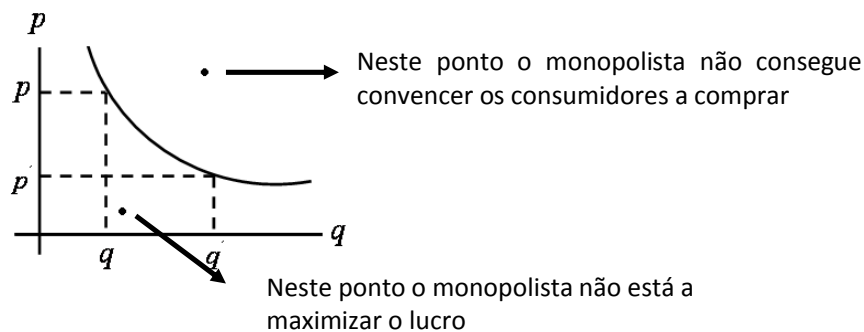 p
Neste ponto o monopolista não consegue
convencer os consumidores a comprar
p
p'
q
q
q'
Neste ponto o monopolista não está a
maximizar o lucro